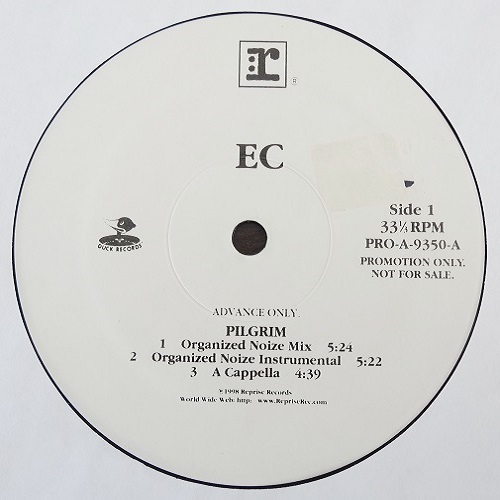 r
®
EC
DUCK RECORDS
Side 1
33⅓ RPM
PRO-A-9350-A
PROMOTION ONLY.
NOT FOR SALE.
ADVANCE ONLY.
PILGRIM
1 Organized Noize Mix 5:24
2 Organized Noize Instrumental 5:22
3 A Cappella 4:39
℗1998 Reprise Records
World Wide Web: http: www.RepriseRec.com